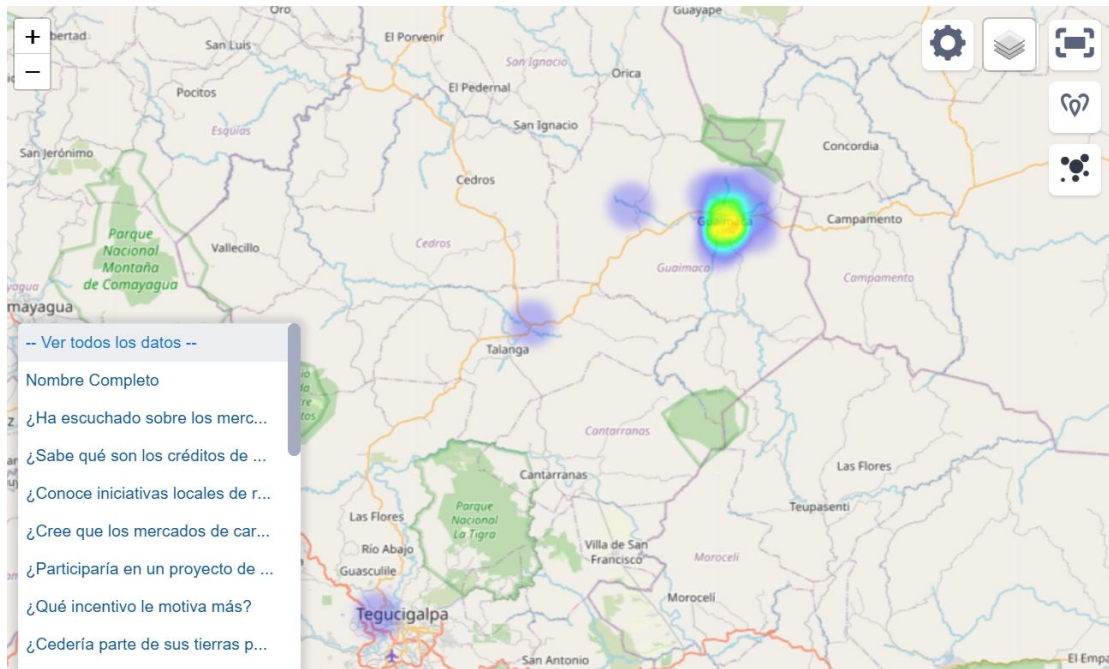 Oro
Guayape
+
bertad
San Luis
El Porvenir
San Ignacio
Orica
−
Pocitos
El Pedernal
Esquías
San Ignacio
San Jerónimo
Concordia
Cedros
Guaimaca
Campamento
Parque
Nacional
Montaña
de Comayagua
Vallecillo
Cedros
Guaimaca
Campamento
yagua
mayagua
Talanga
-- Ver todos los datos --
Nombre Completo
¿Ha escuchado sobre los merc...
¿Sabe qué son los créditos de ...
¿Conoce iniciativas locales de r...
¿Cree que los mercados de car...
¿Participaría en un proyecto de ...
¿Qué incentivo le motiva más?
¿Cedería parte de sus tierras p...
Cantarranas
Las Flores
Cantarranas
Teupasenti
Las Flores
Parque
Nacional
La Tigra
Río Abajo
Villa de San
Francisco
Moroceli
Guasculile
Morocelí
Tegucigalpa
San Antonio
El Empa